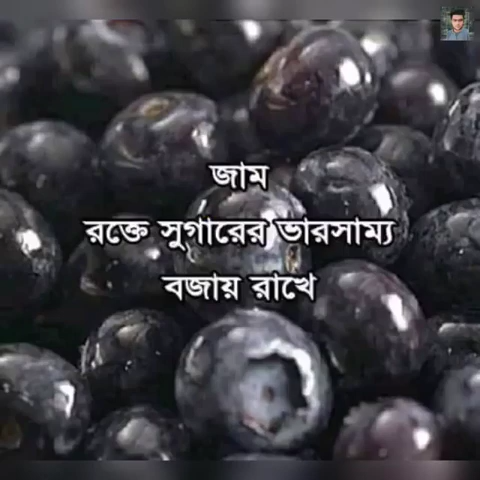 জাম
রক্তে সুগারের ভারসাম্য
বজায় রাখে